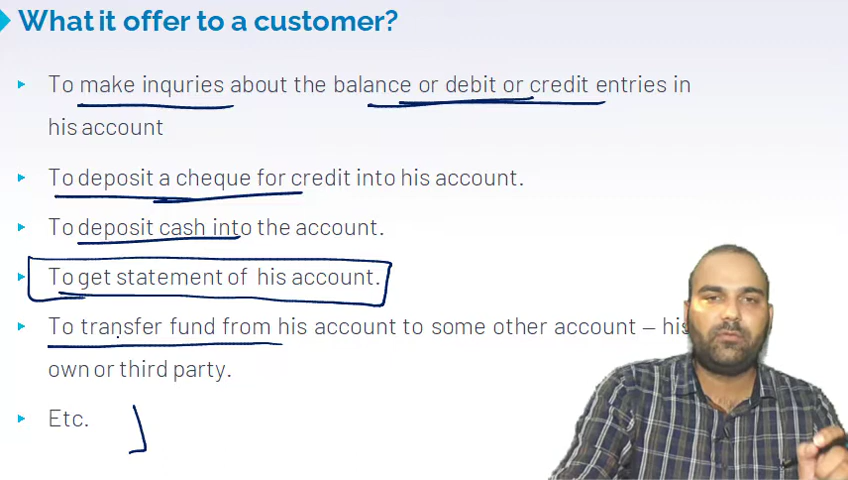 What it offer to a customer?
To make inquries about the balance or debit or credit entries in
his account
To deposit a cheque for credit into his account.
To deposit cash into the account.
To get statement of his account.
To transfer fund from his account to some other account – his
own or third party.
Etc.